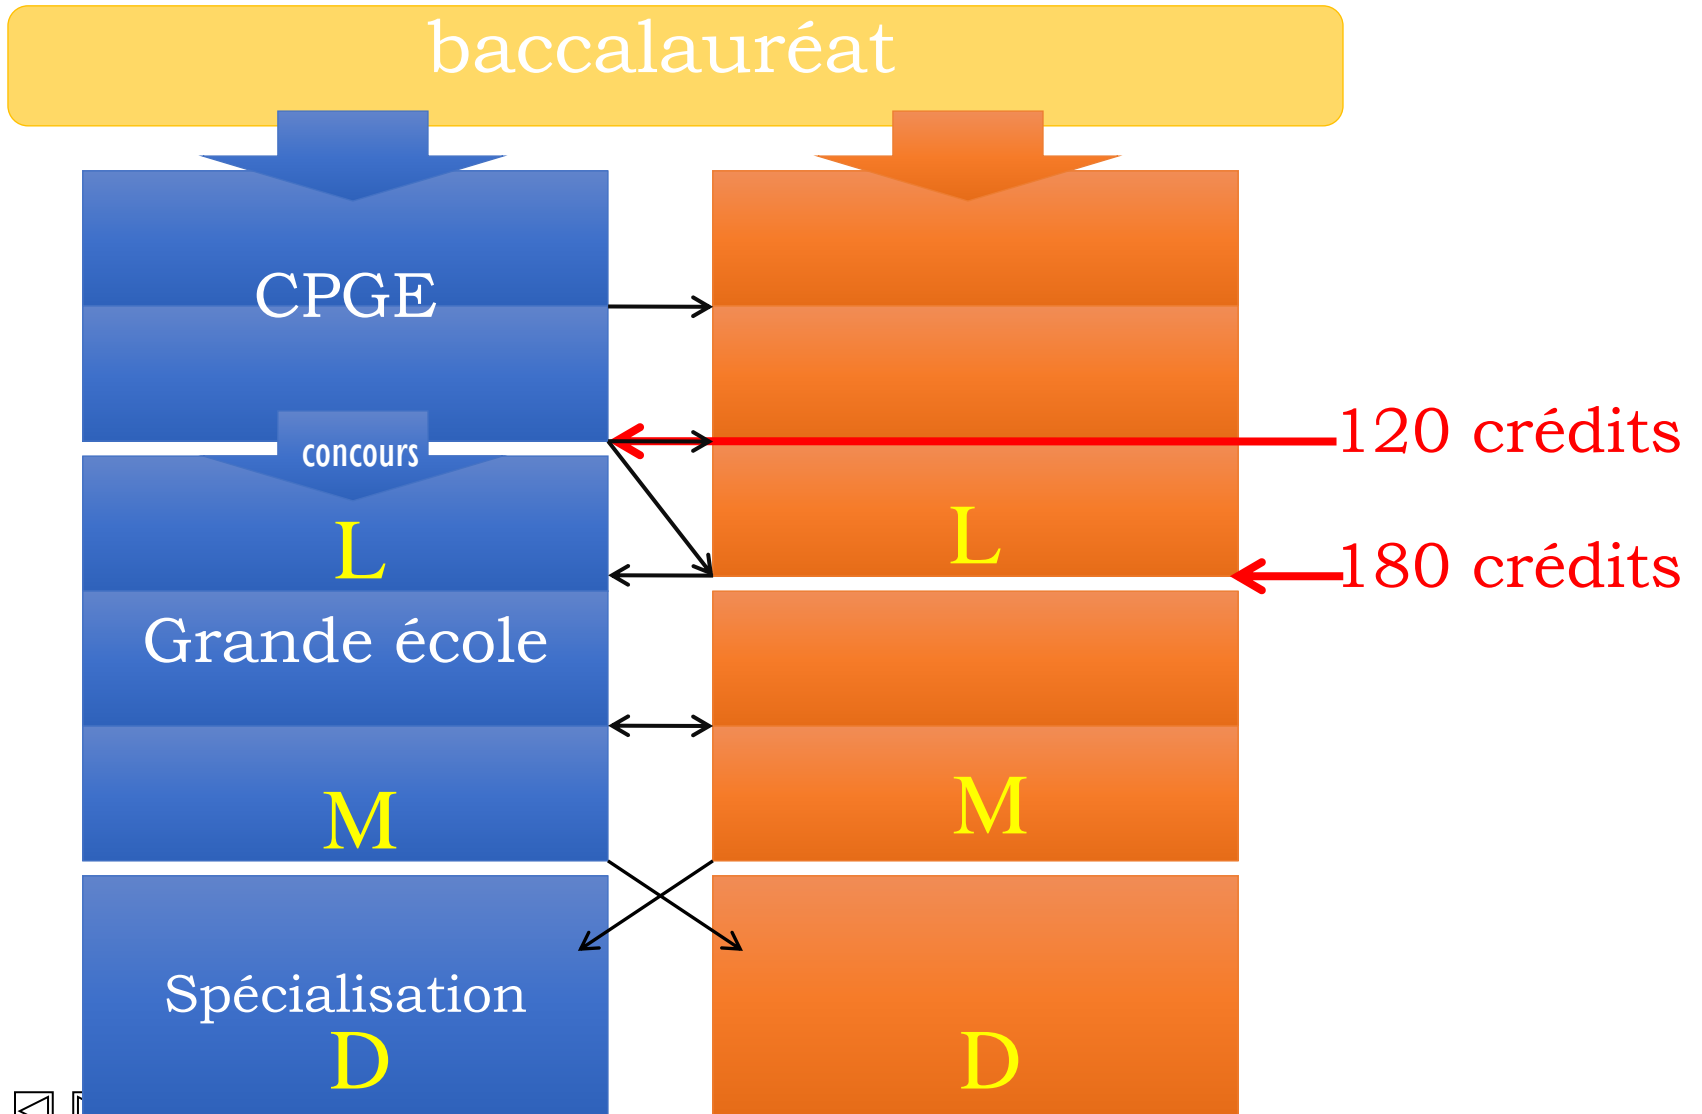 baccalauréat
CPGE
concours
120 crédits
L
L
180 crédits
Grande école
M
M
Spécialisation
D
D